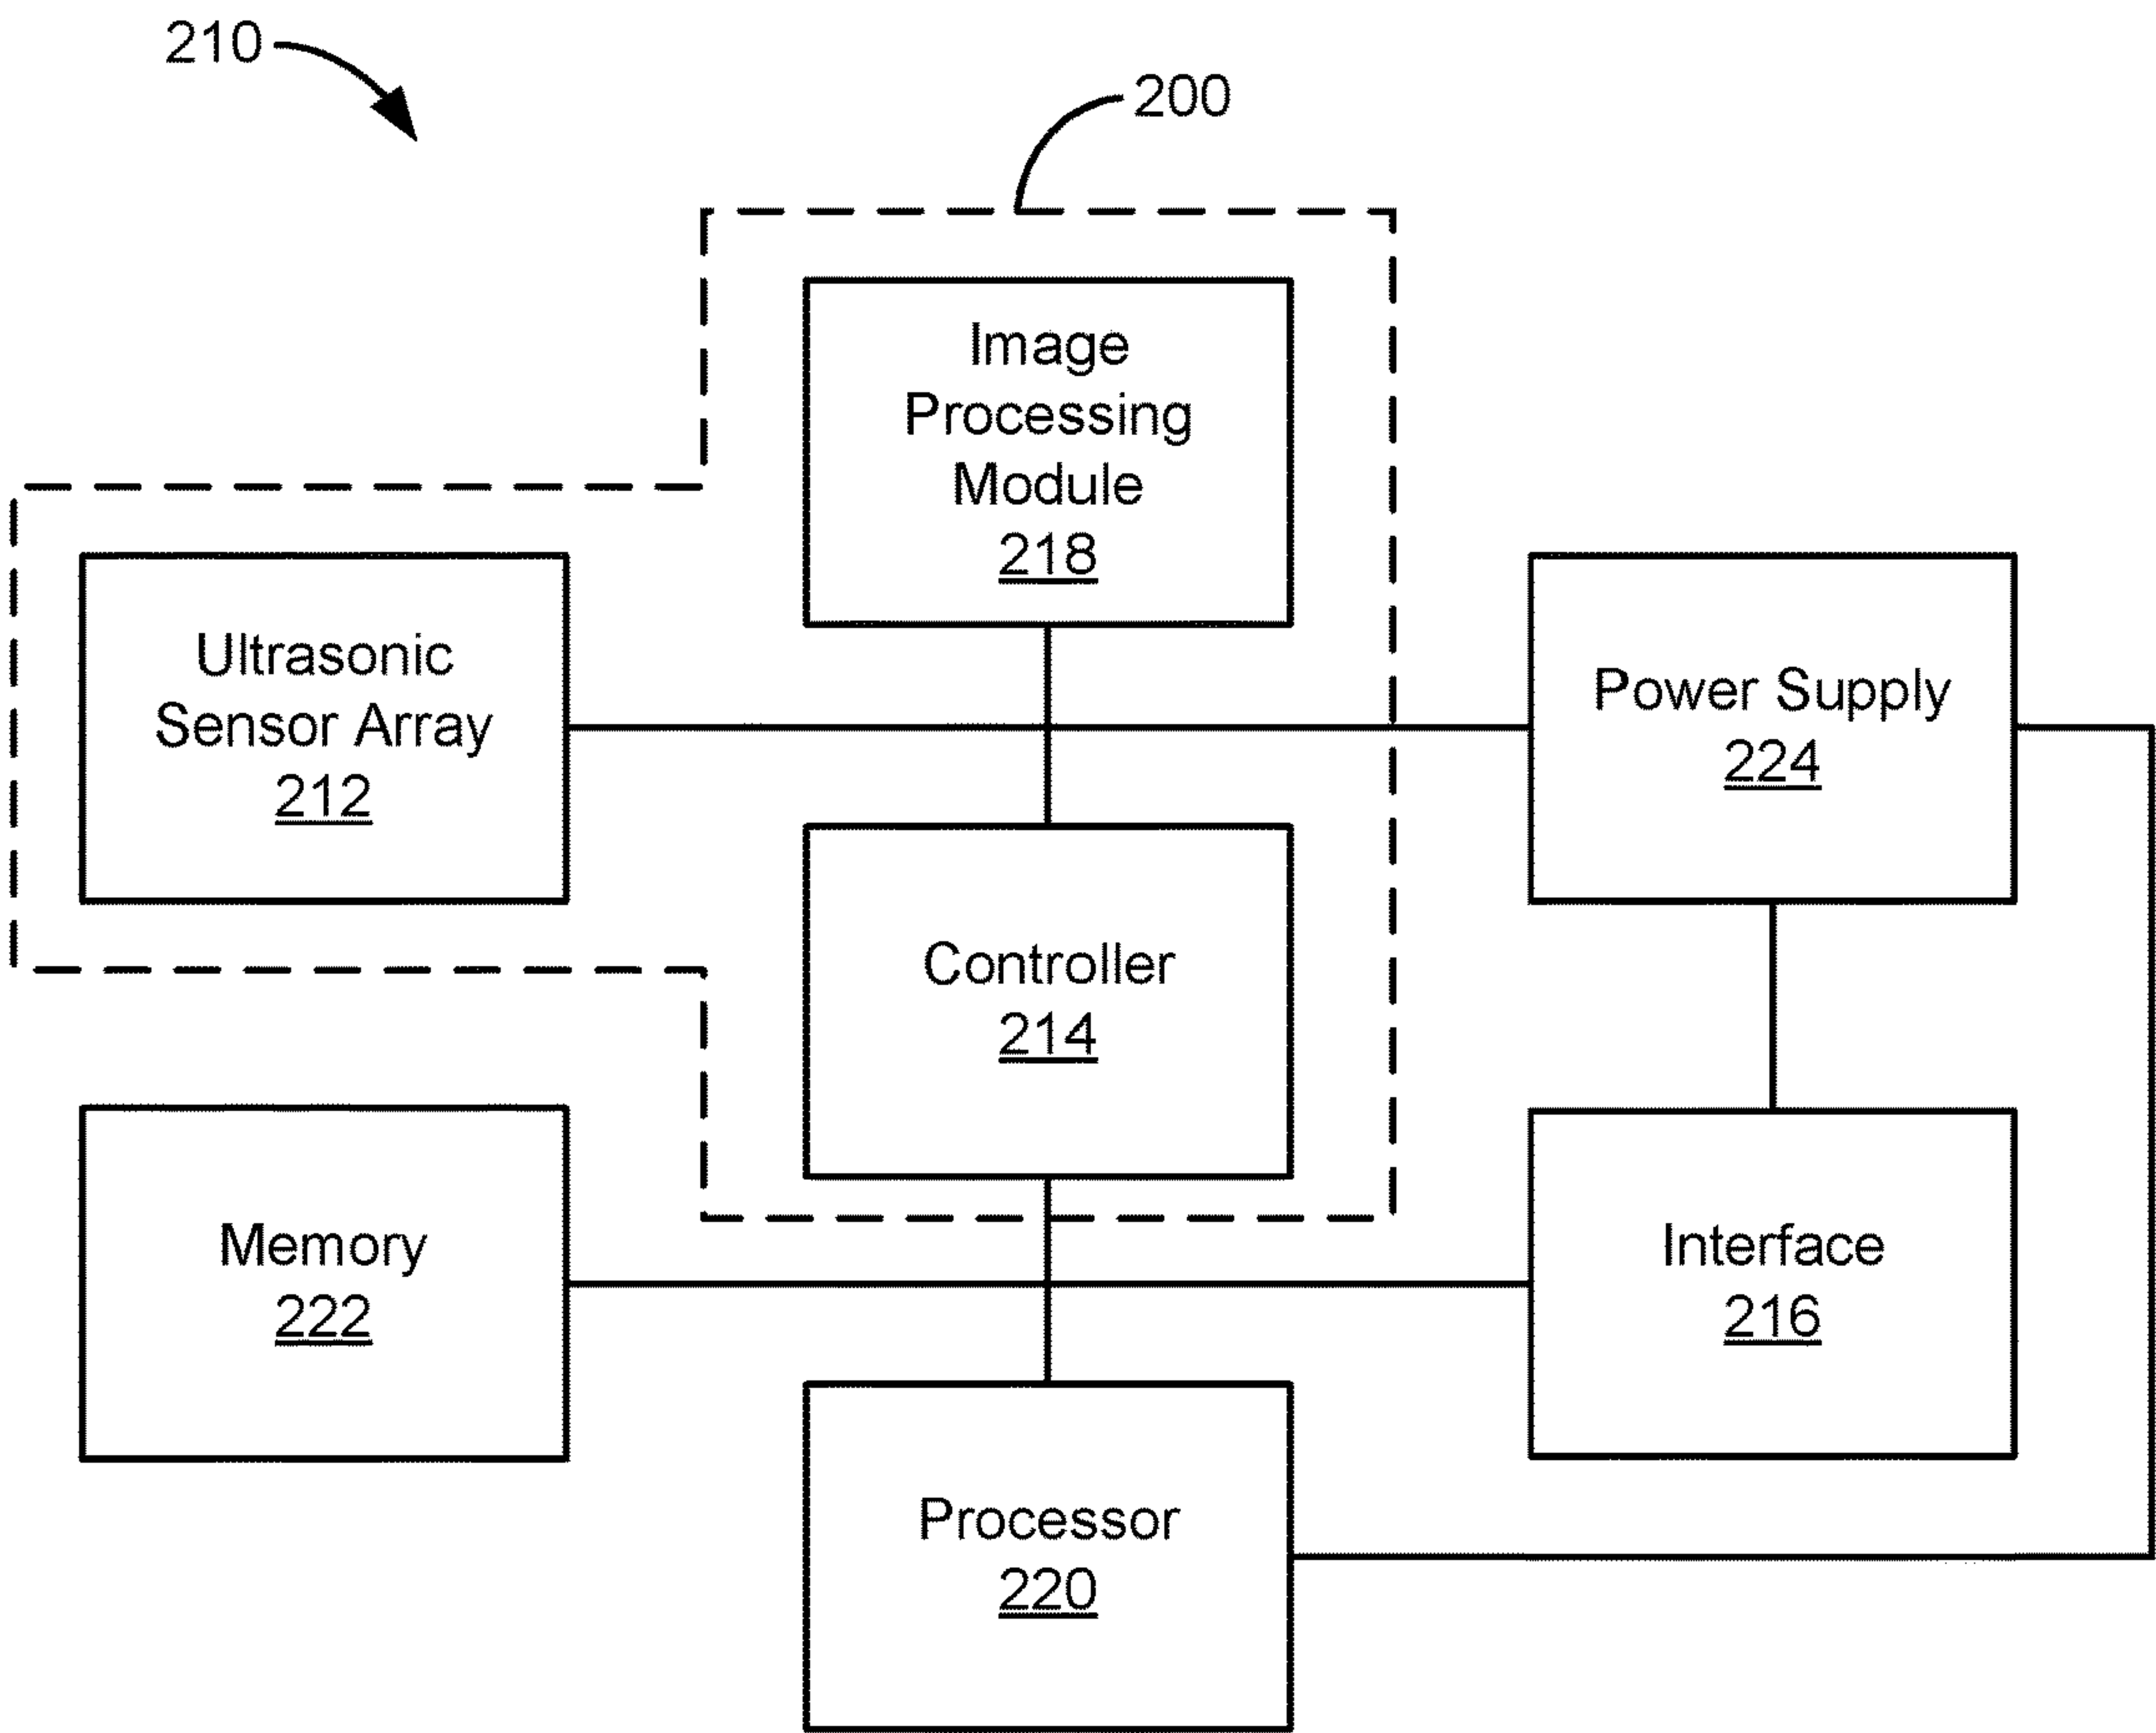 210
200
Image
Processing
Module
218
Ultrasonic
Sensor Array
212
Power Supply
224
Controller
214
Memory
222
Interface
216
Processor
220